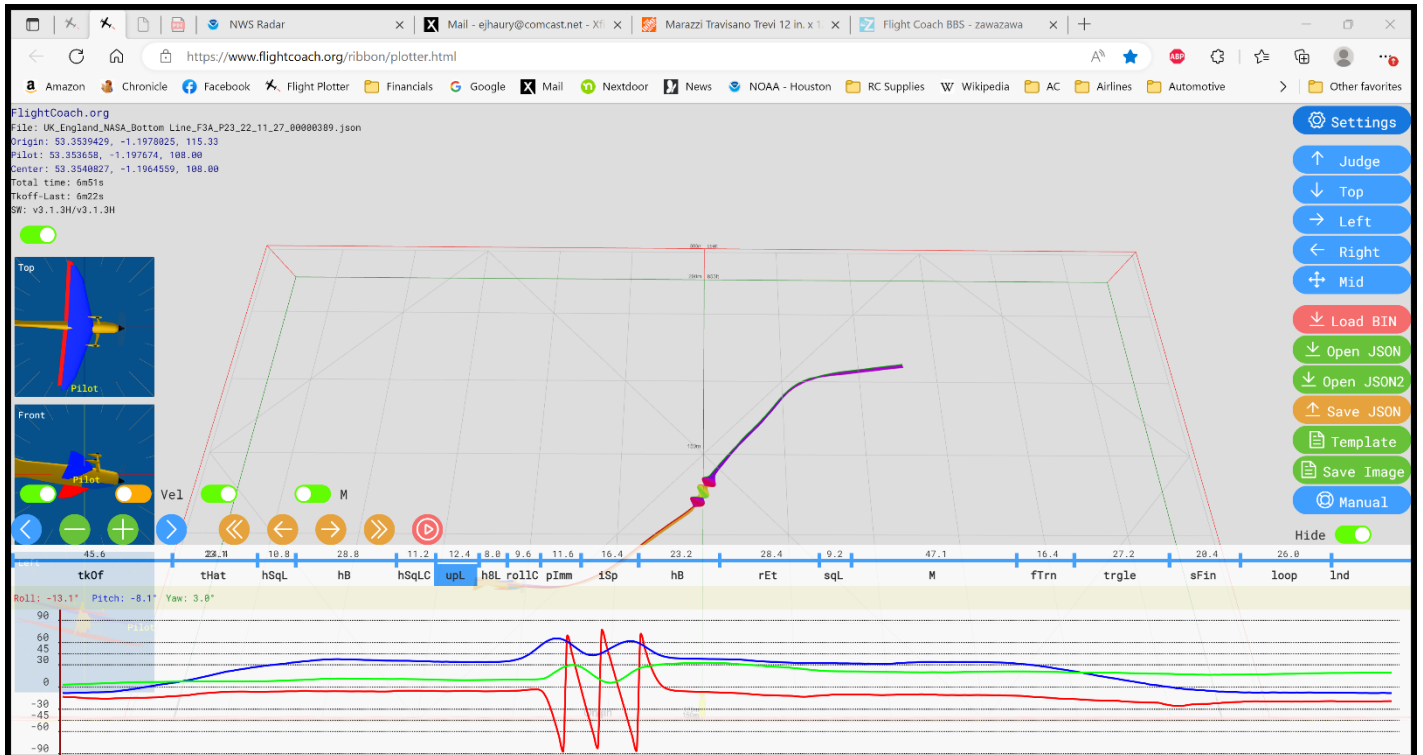 NWS Radar
Mail - ejhaury@comcast.net - Xfi
Marazzi Travisano Trevi 12 in. x 1
Flight Coach BBS - zawazawa
https://www.flightcoach.org/ribbon/plotter.html
Amazon Chronicle Facebook Flight Plotter Financials Google Mail Nextdoor News NOAA - Houston RC Supplies Wikipedia AC Airlines Automotive Other favorites
FlightCoach.org
File: UK_England_NASA_Bottom Line_F3A_P23_22_11_27_00000389.json
Origin: 53.3539429, -1.1978025, 115.33
Pilot: 53.353658, -1.197674, 108.00
Center: 53.3540827, -1.1964559, 108.00
Total time: 6m51s
Tkoff-Last: 6m22s
SW: v3.1.3H/v3.1.3H
Settings
Judge
Top
Left
Right
Mid
Load BIN
Open JSON
Open JSON2
Save JSON
Template
Save Image
Manual
Hide
Top
Pilot
Front
Pilot
150m
Vel
M
45.6 10.8 28.8 11.2 12.4 8.0 9.6 11.6 16.4 23.2 28.4 9.2 47.1 16.4 27.2 20.4 26.0
Left
tkOf tHat hSqL hB hSqLC upL h8L rollC pImm iSp hB rEt sqL M fTrn trgle sFin loop lnd
Roll: -13.1° Pitch: -8.1° Yaw: 3.0°
Pilot
90
60
45
30
0
-30
-45
-60
-90